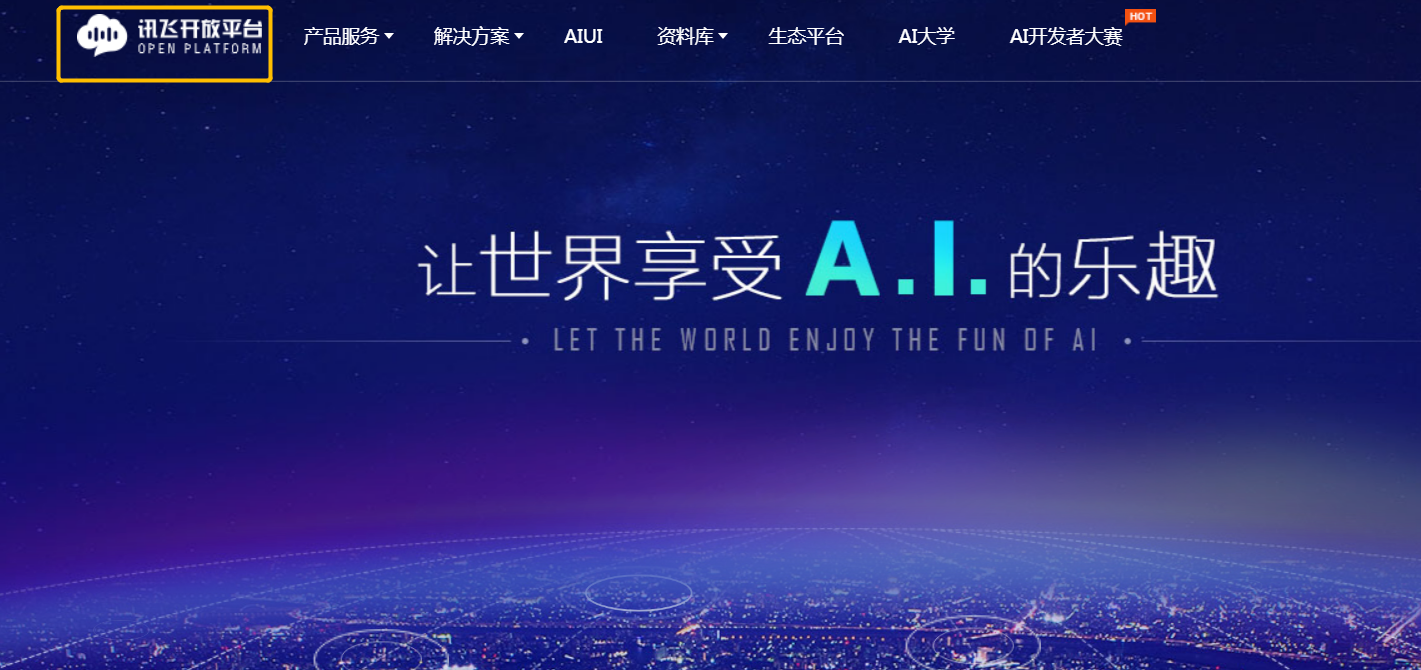 讯飞开放平台
OPEN PLATFORM
产品服务
解决方案
AIUI
资料库
生态平台
AI大学
AI开发者大赛
HOT
让世界享受 A.I. 的乐趣
LET THE WORLD ENJOY THE FUN OF AI